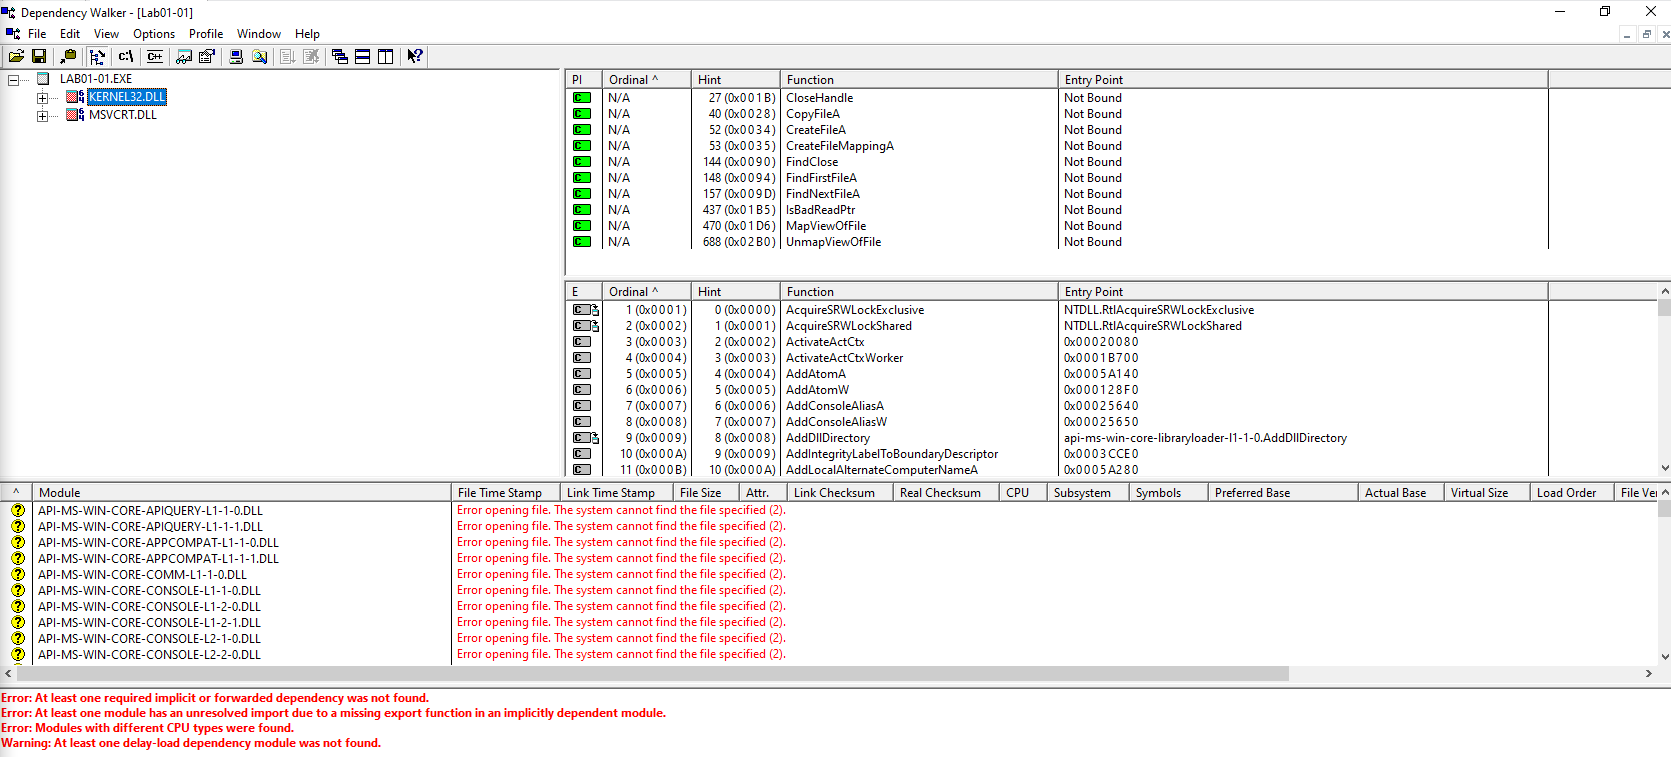 Dependency Walker - [Lab01-01]
File Edit View Options Profile Window Help
C:\ C++
LAB01-01.EXE
KERNEL32.DLL
MSVCRT.DLL
PI Ordinal ^ Hint Function Entry Point
N/A 27 (0x001B) CloseHandle Not Bound
N/A 40 (0x0028) CopyFileA Not Bound
N/A 52 (0x0034) CreateFileA Not Bound
N/A 53 (0x0035) CreateFileMappingA Not Bound
N/A 144 (0x0090) FindClose Not Bound
N/A 148 (0x0094) FindFirstFileA Not Bound
N/A 157 (0x009D) FindNextFileA Not Bound
N/A 437 (0x01B5) IsBadReadPtr Not Bound
N/A 470 (0x01D6) MapViewOfFile Not Bound
N/A 688 (0x02B0) UnmapViewOfFile Not Bound
E Ordinal ^ Hint Function Entry Point
1 (0x0001) 0 (0x0000) AcquireSRWLockExclusive NTDLL.RtlAcquireSRWLockExclusive
2 (0x0002) 1 (0x0001) AcquireSRWLockShared NTDLL.RtlAcquireSRWLockShared
3 (0x0003) 2 (0x0002) ActivateActCtx 0x00020080
4 (0x0004) 3 (0x0003) ActivateActCtxWorker 0x0001B700
5 (0x0005) 4 (0x0004) AddAtomA 0x0005A140
6 (0x0006) 5 (0x0005) AddAtomW 0x000128F0
7 (0x0007) 6 (0x0006) AddConsoleAliasA 0x00025640
8 (0x0008) 7 (0x0007) AddConsoleAliasW 0x00025650
9 (0x0009) 8 (0x0008) AddDllDirectory api-ms-win-core-libraryloader-l1-1-0.AddDllDirectory
10 (0x000A) 9 (0x0009) AddIntegrityLabelToBoundaryDescriptor 0x0003CCE0
11 (0x000B) 10 (0x000A) AddLocalAlternateComputerNameA 0x0005A280
^ Module File Time Stamp Link Time Stamp File Size Attr. Link Checksum Real Checksum CPU Subsystem Symbols Preferred Base Actual Base Virtual Size Load Order File Ver
API-MS-WIN-CORE-APIQUERY-L1-1-0.DLL Error opening file. The system cannot find the file specified (2).
API-MS-WIN-CORE-APIQUERY-L1-1-1.DLL Error opening file. The system cannot find the file specified (2).
API-MS-WIN-CORE-APPCOMPAT-L1-1-0.DLL Error opening file. The system cannot find the file specified (2).
API-MS-WIN-CORE-APPCOMPAT-L1-1-1.DLL Error opening file. The system cannot find the file specified (2).
API-MS-WIN-CORE-COMM-L1-1-0.DLL Error opening file. The system cannot find the file specified (2).
API-MS-WIN-CORE-CONSOLE-L1-1-0.DLL Error opening file. The system cannot find the file specified (2).
API-MS-WIN-CORE-CONSOLE-L1-2-0.DLL Error opening file. The system cannot find the file specified (2).
API-MS-WIN-CORE-CONSOLE-L1-2-1.DLL Error opening file. The system cannot find the file specified (2).
API-MS-WIN-CORE-CONSOLE-L2-1-0.DLL Error opening file. The system cannot find the file specified (2).
API-MS-WIN-CORE-CONSOLE-L2-2-0.DLL Error opening file. The system cannot find the file specified (2).
Error: At least one required implicit or forwarded dependency was not found.
Error: At least one module has an unresolved import due to a missing export function in an implicitly dependent module.
Error: Modules with different CPU types were found.
Warning: At least one delay-load dependency module was not found.